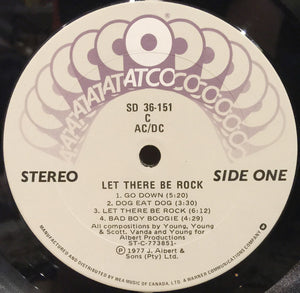 ATATATATATCOCOCOCOCO
SD 36-151
C
AC/DC
STEREO
SIDE ONE
LET THERE BE ROCK
1. GO DOWN (5:20)
2. DOG EAT DOG (3:30)
3. LET THERE BE ROCK (6:12)
4. BAD BOY BOOGIE (4:29)
All compositions by Young, Young
& Scott. Vanda and Young for
Albert Productions
ST-C-773851-
℗ 1977 J. Albert &
Sons (Pty) Ltd.
MANUFACTURED AND DISTRIBUTED BY WEA MUSIC OF CANADA, LTD. A WARNER COMMUNICATIONS COMPANY